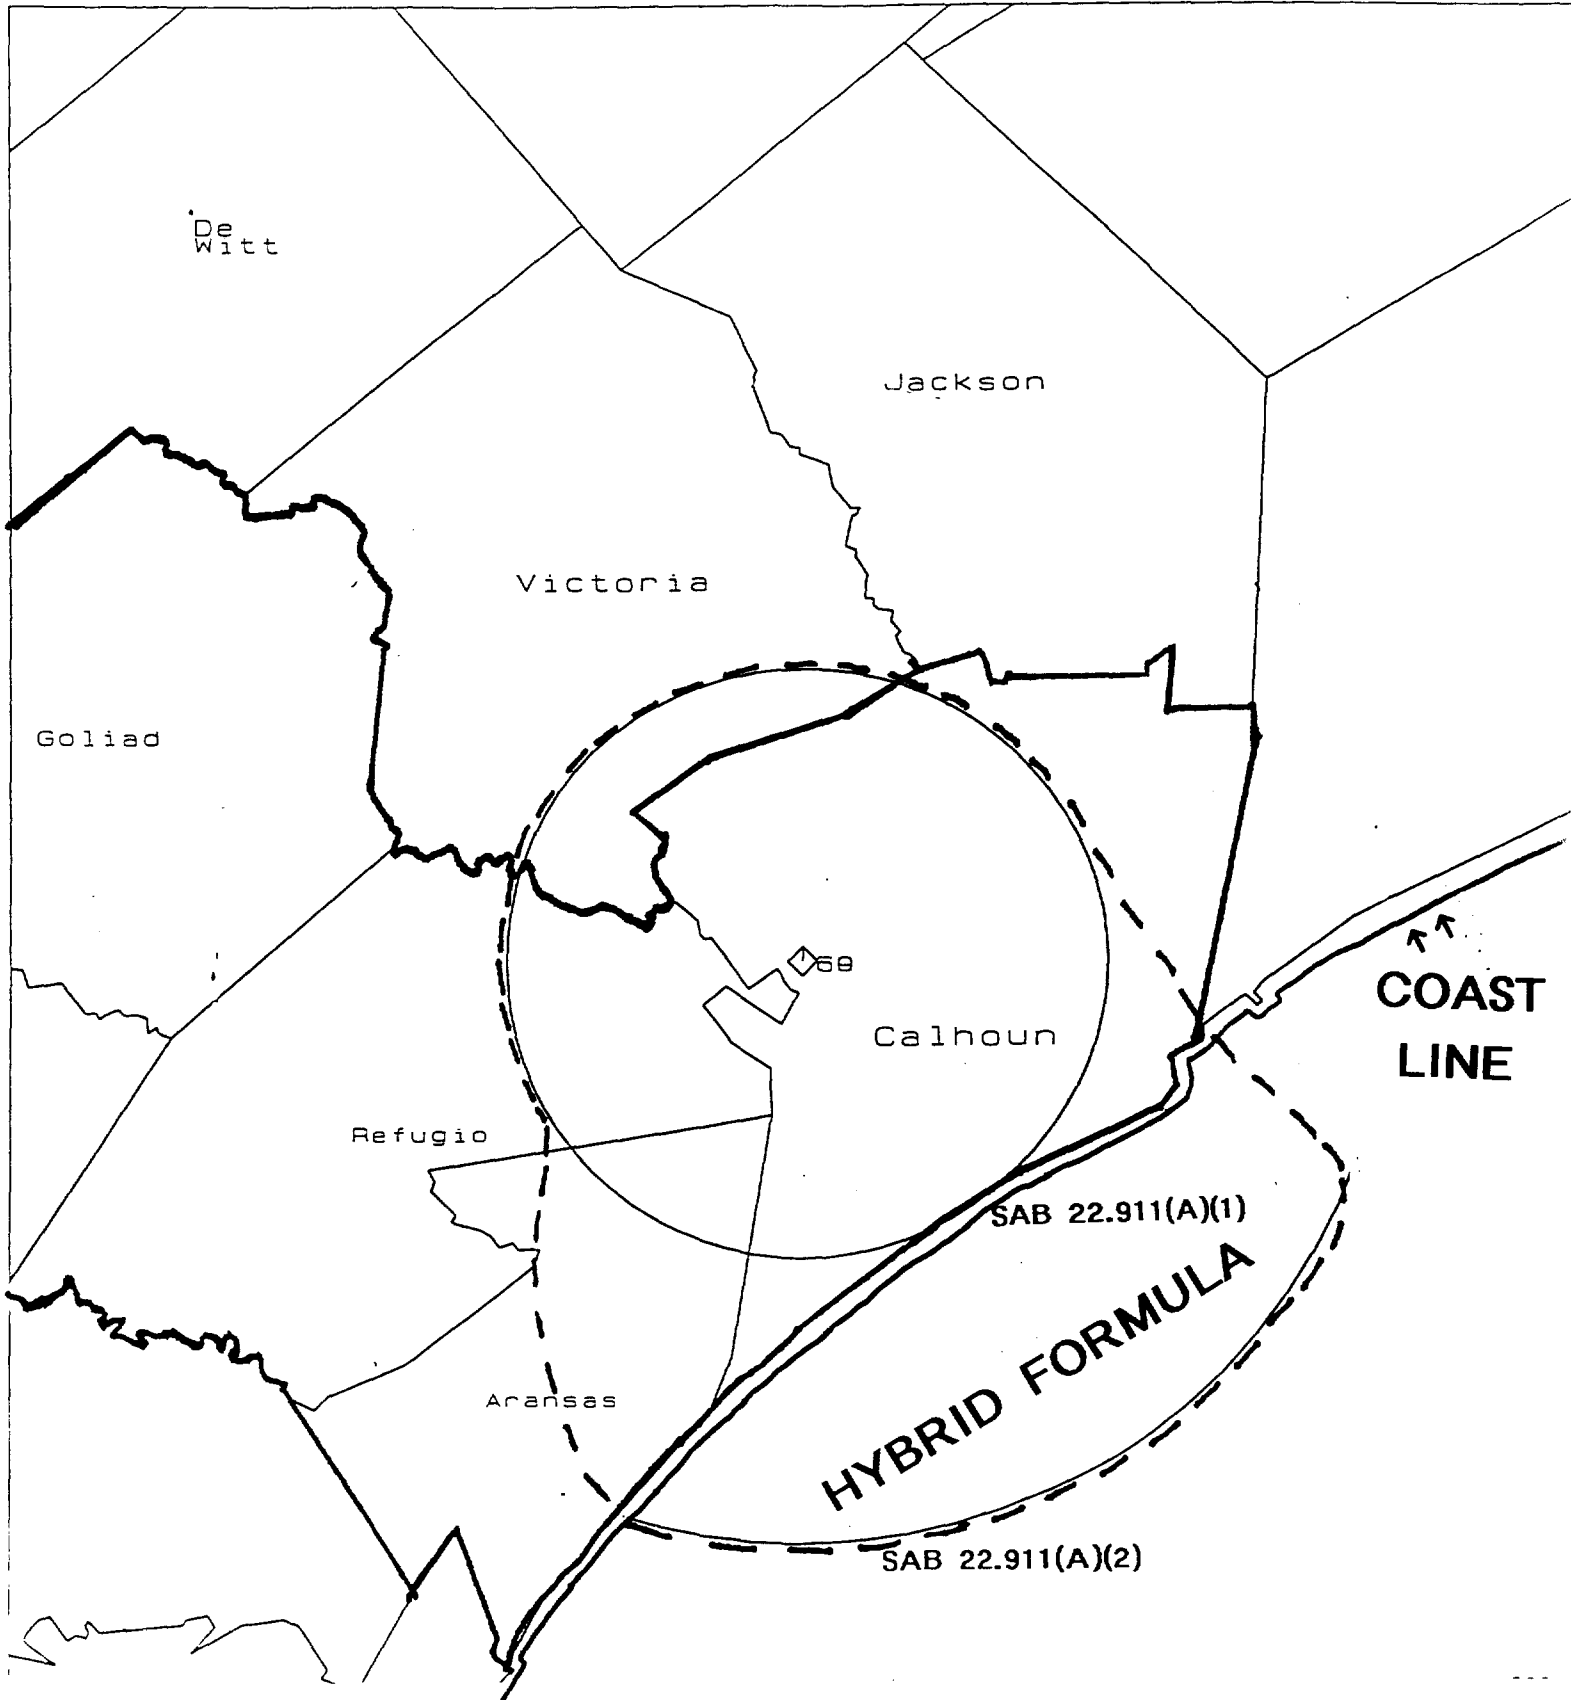 De
Witt
Jackson
Victoria
Goliad
69
Calhoun
COAST
LINE
Refugio
SAB 22.911(A)(1)
HYBRID FORMULA
Aransas
SAB 22.911(A)(2)